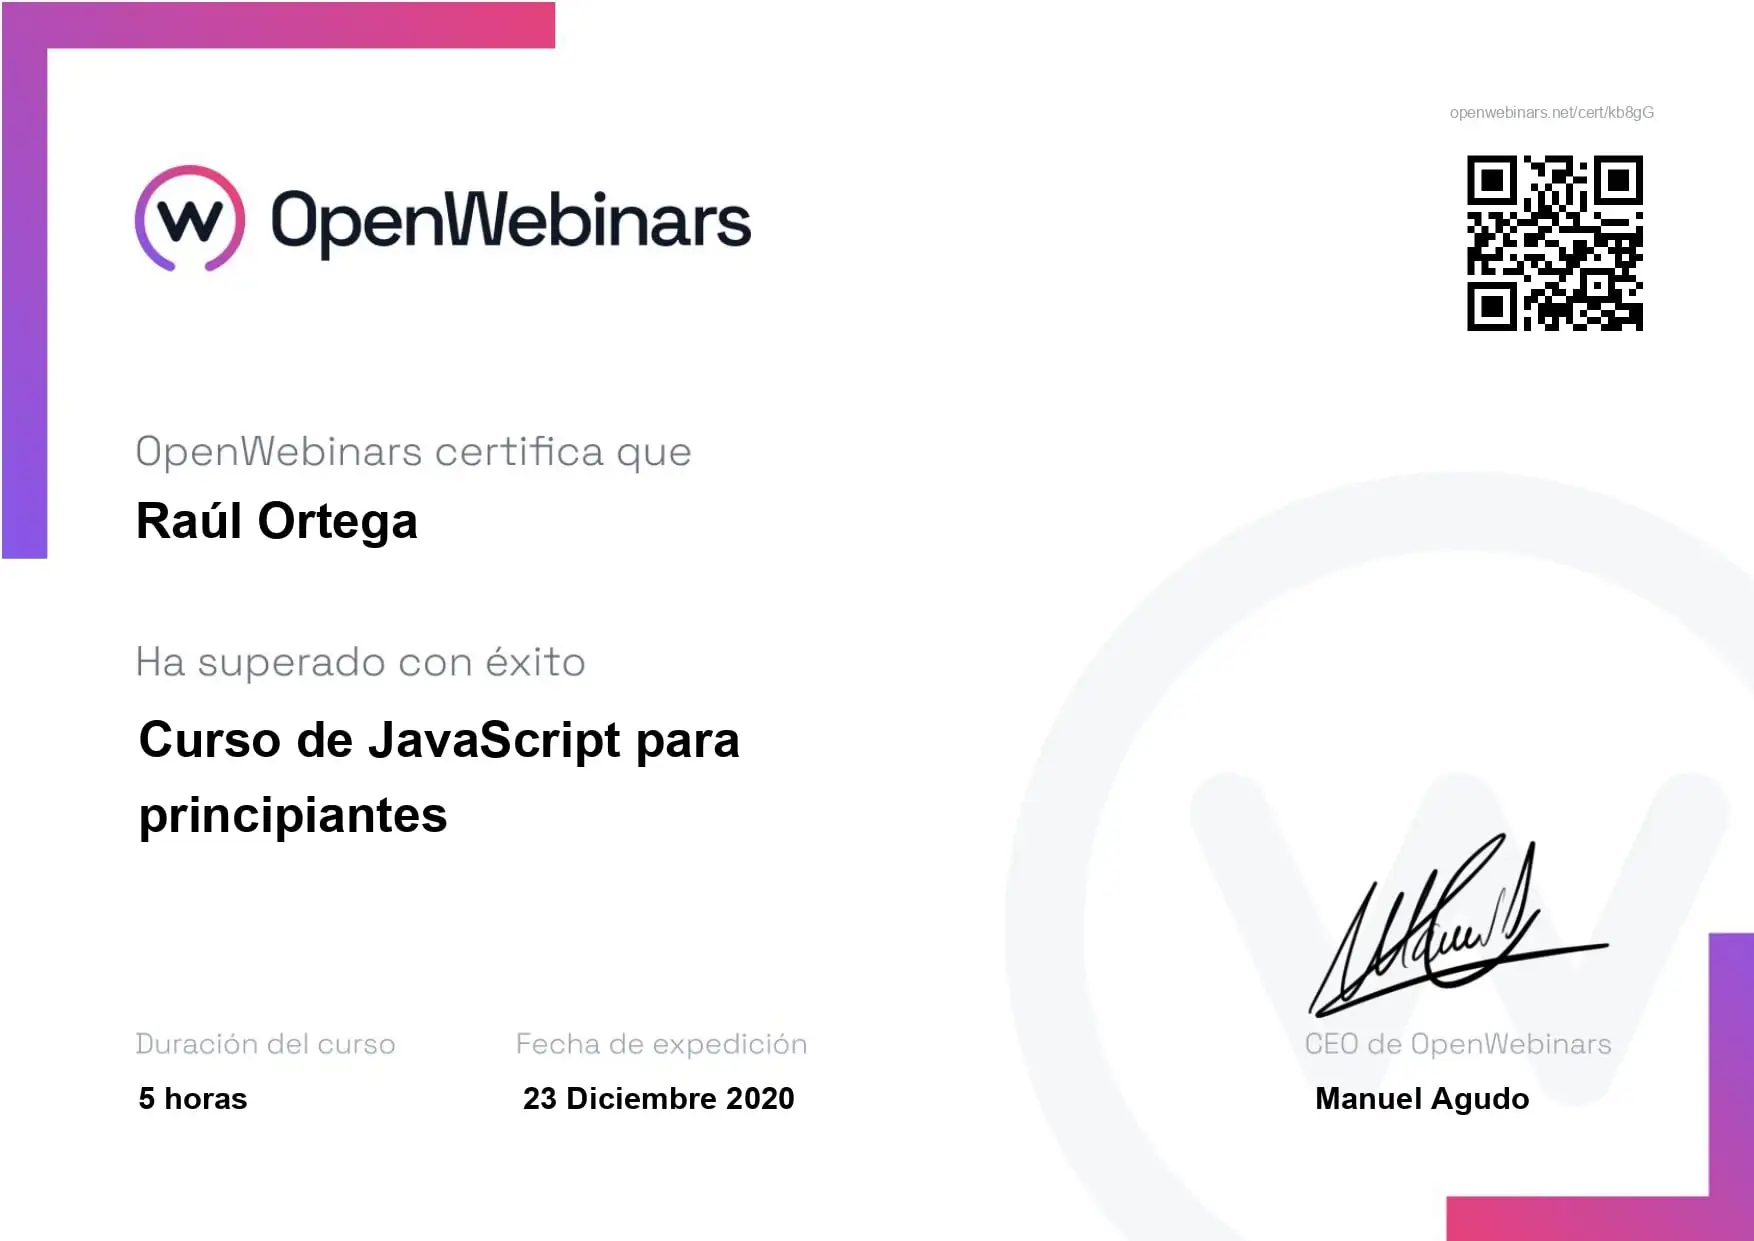 openwebinars.net/cert/kb8gG
OpenWebinars
OpenWebinars certifica que
Raúl Ortega
Ha superado con éxito
Curso de JavaScript para
principiantes
Duración del curso
5 horas
Fecha de expedición
23 Diciembre 2020
CEO de OpenWebinars
Manuel Agudo